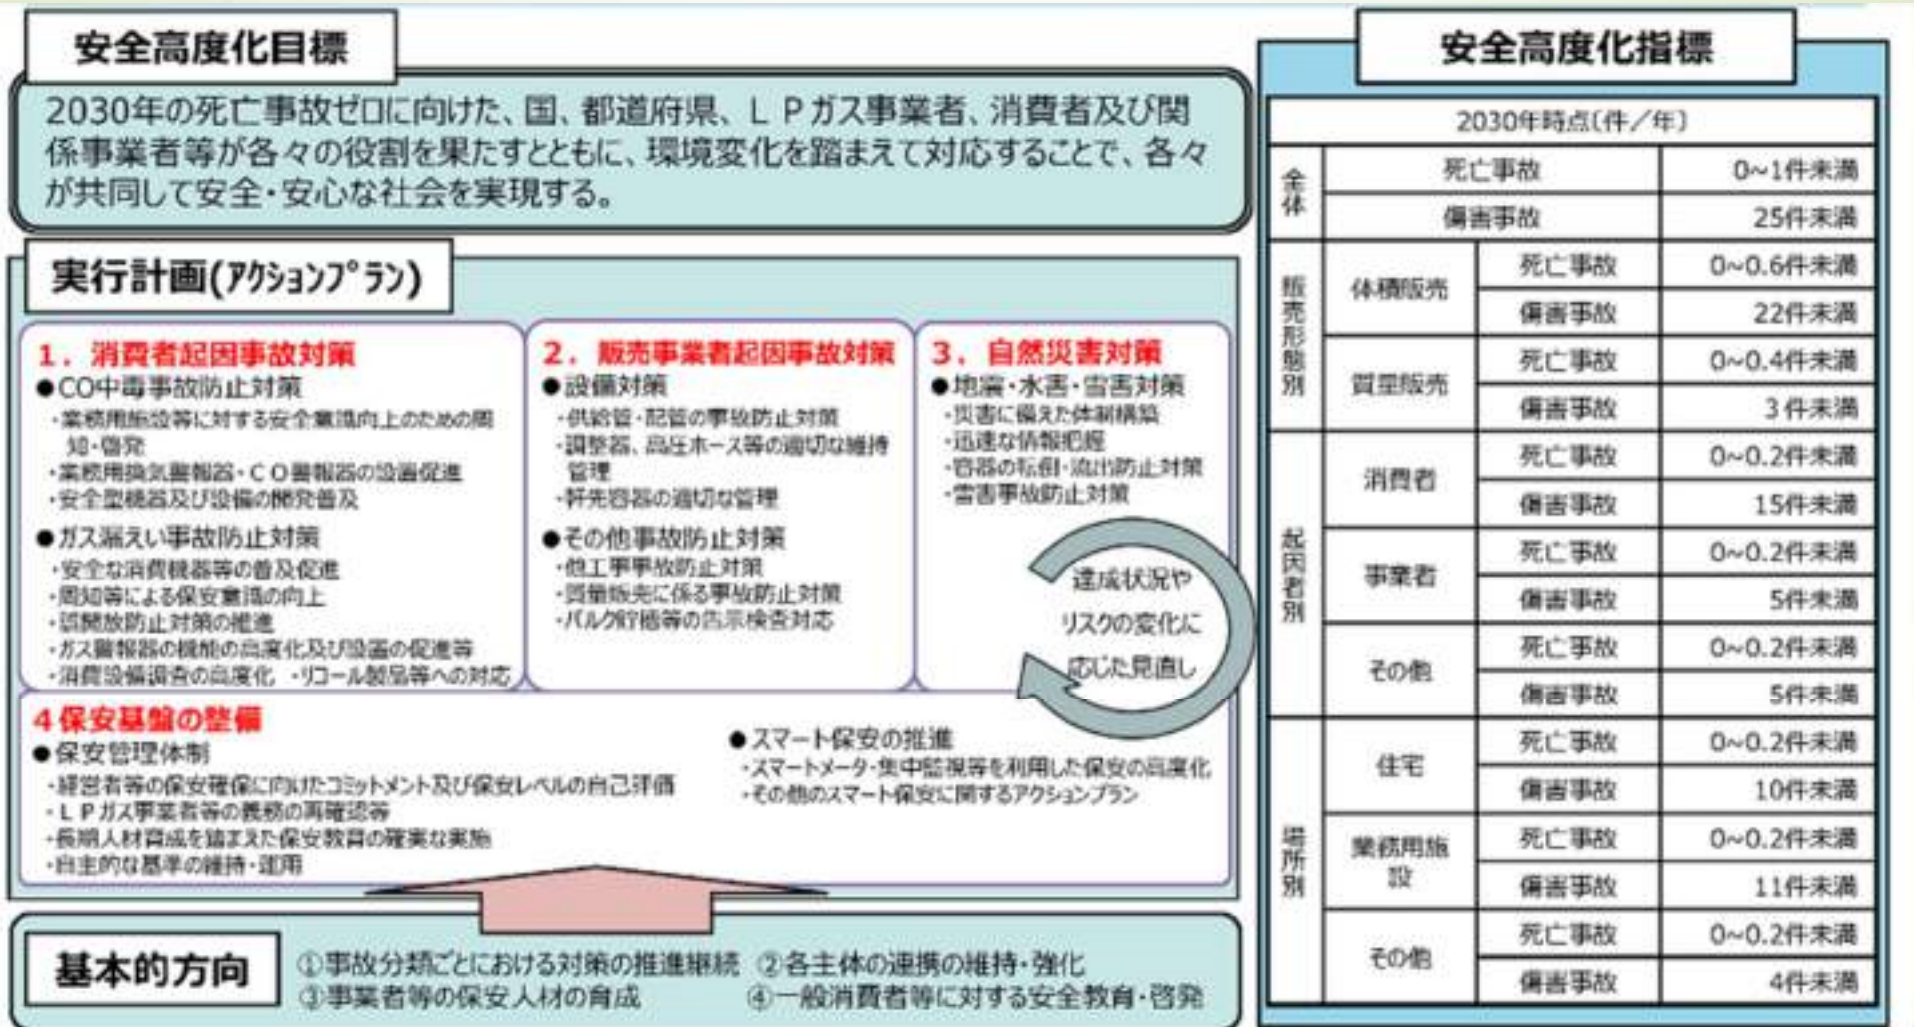 安全高度化目標
2030年の死亡事故ゼロに向けた、国、都道府県、ＬＰガス事業者、消費者及び関
係事業者等が各々の役割を果たすとともに、環境変化を踏まえて対応することで、各々
が共同して安全・安心な社会を実現する。
実行計画(ｱｸｼｮﾝﾌﾟﾗﾝ)
１．消費者起因事故対策
●CO中毒事故防止対策
・業務用施設等に対する安全意識向上のための周
知・啓発
・業務用換気警報器・ＣＯ警報器の設置促進
・安全型機器及び設備の開発普及
●ガス漏えい事故防止対策
・安全な消費機器等の普及促進
・周知等による保安意識の向上
・誤開放防止対策の推進
・ガス警報器の機能の高度化及び設置の促進等
・消費設備調査の高度化　・リコール製品等への対応
２．販売事業者起因事故対策
●設備対策
・供給管・配管の事故防止対策
・調整器、高圧ホース等の適切な維持
管理
・軒先容器の適切な管理
●その他事故防止対策
・他工事事故防止対策
・質量販売に係る事故防止対策
・バルク貯槽等の告示検査対応
３．自然災害対策
●地震・水害・雪害対策
・災害に備えた体制構築
・迅速な情報把握
・容器の転倒・流出防止対策
・雪害事故防止対策
達成状況や
リスクの変化に
応じた見直し
４保安基盤の整備
●保安管理体制
・経営者等の保安確保に向けたコミットメント及び保安レベルの自己評価
・ＬＰガス事業者等の義務の再確認等
・長期人材育成を踏まえた保安教育の確実な実施
・自主的な基準の維持・運用
●スマート保安の推進
・スマートメータ・集中監視等を利用した保安の高度化
・その他のスマート保安に関するアクションプラン
基本的方向
①事故分類ごとにおける対策の推進継続　②各主体の連携の維持・強化
③事業者等の保安人材の育成　④一般消費者等に対する安全教育・啓発
安全高度化指標
2030年時点〔件／年〕
全体
死亡事故 0~1件未満
傷害事故 25件未満
販売形態別
体積販売
死亡事故 0~0.6件未満
傷害事故 22件未満
質量販売
死亡事故 0~0.4件未満
傷害事故 3件未満
起因者別
消費者
死亡事故 0~0.2件未満
傷害事故 15件未満
事業者
死亡事故 0~0.2件未満
傷害事故 5件未満
その他
死亡事故 0~0.2件未満
傷害事故 5件未満
場所別
住宅
死亡事故 0~0.2件未満
傷害事故 10件未満
業務用施
設
死亡事故 0~0.2件未満
傷害事故 11件未満
その他
死亡事故 0~0.2件未満
傷害事故 4件未満